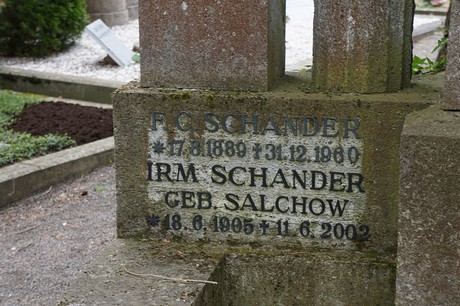 F. C. SCHANDER
*17.8.1889 †31.12.1960
IRM. SCHANDER
GEB. SALCHOW
*18.6.1905 †11.6.2002